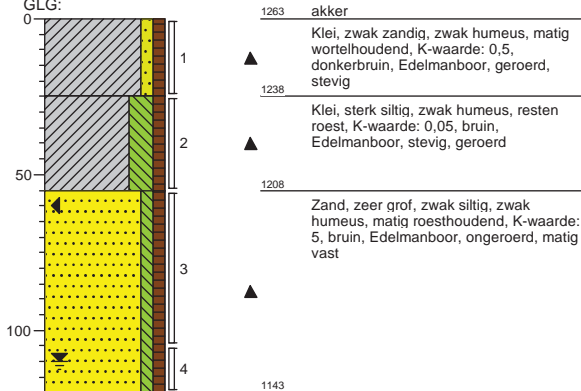 GLG:
0
50
100
1
2
3
4
1263 akker
Klei, zwak zandig, zwak humeus, matig
wortelhoudend, K-waarde: 0,5,
donkerbruin, Edelmanboor, geroerd,
stevig
1238
Klei, sterk siltig, zwak humeus, resten
roest, K-waarde: 0,05, bruin,
Edelmanboor, stevig, geroerd
1208
Zand, zeer grof, zwak siltig, zwak
humeus, matig roesthoudend, K-waarde:
5, bruin, Edelmanboor, ongeroerd, matig
vast
1143